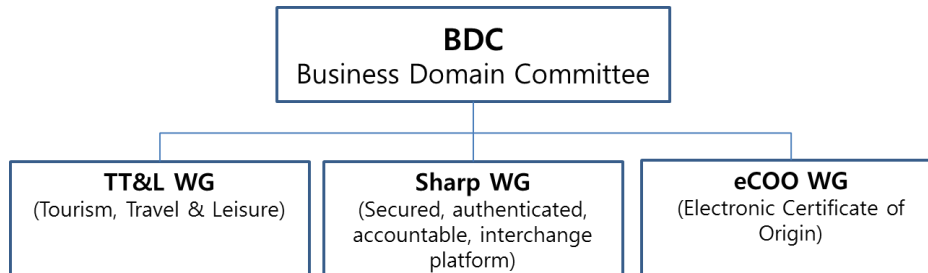 BDC
Business Domain Committee
TT&L WG
(Tourism, Travel & Leisure)
Sharp WG
(Secured, authenticated,
accountable, interchange
platform)
eCOO WG
(Electronic Certificate of
Origin)